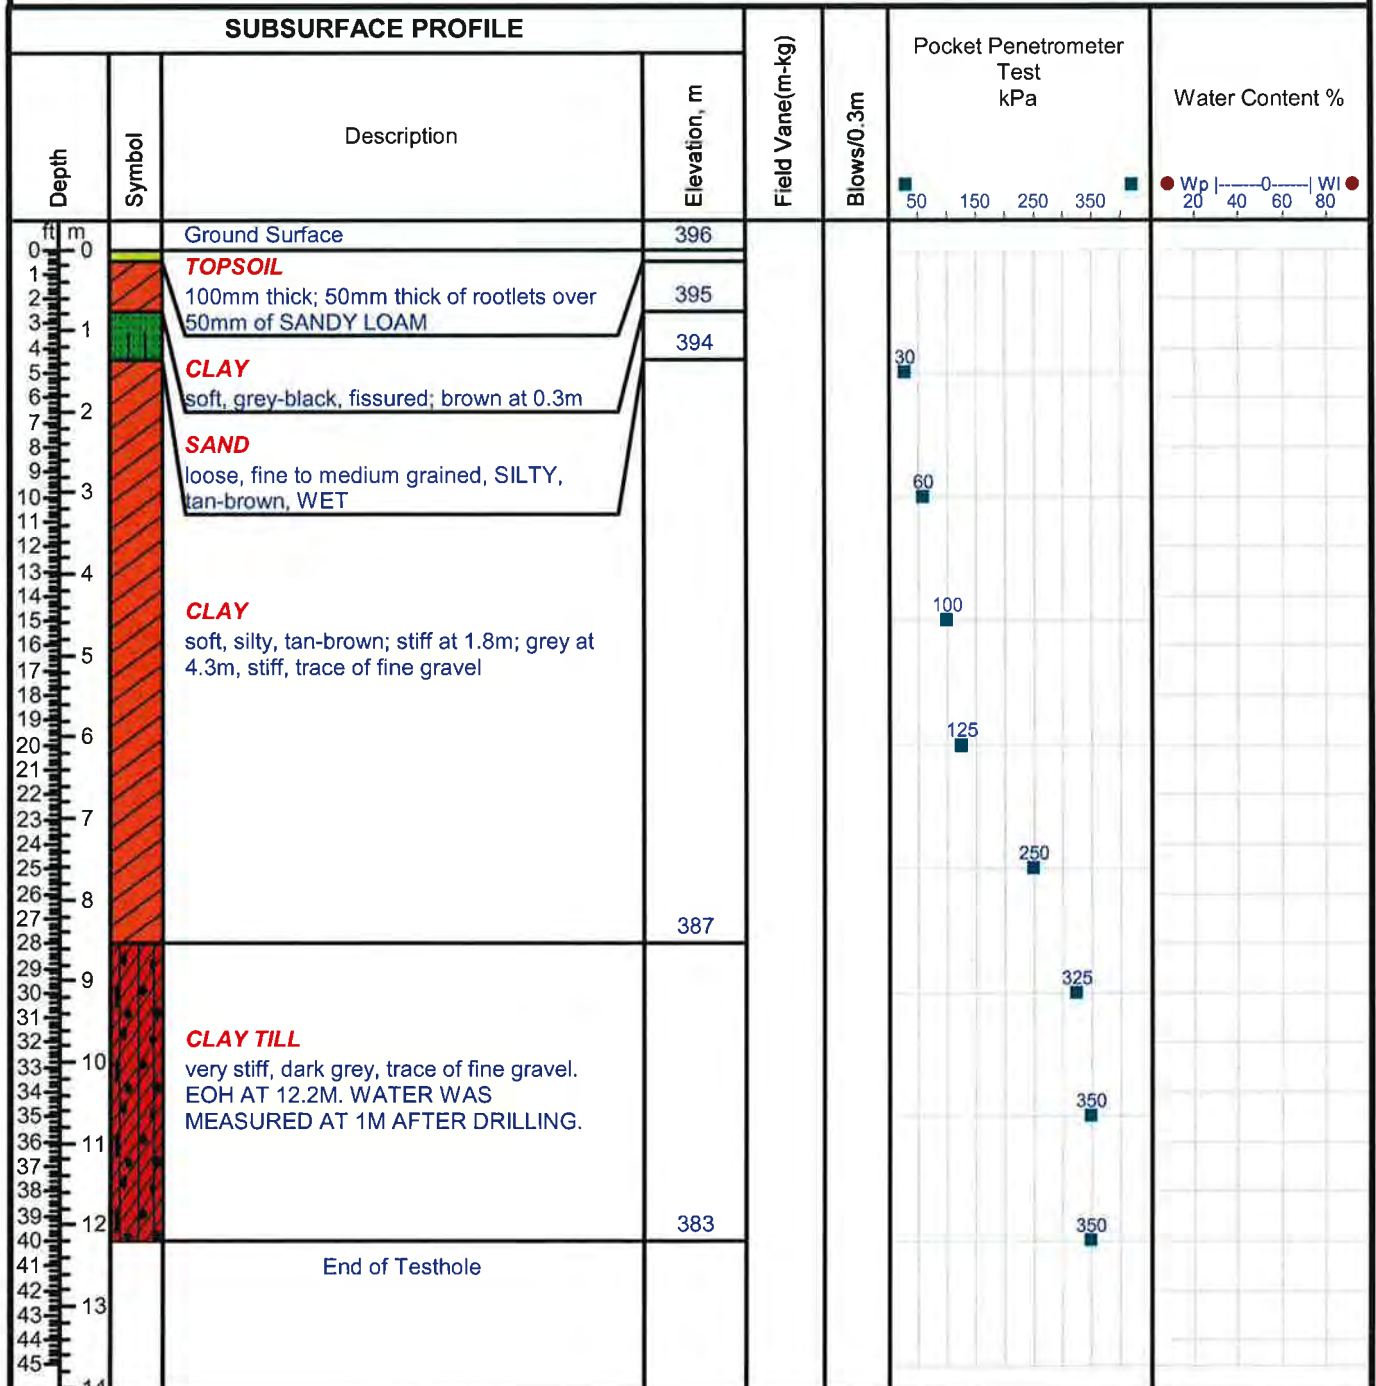 SUBSURFACE PROFILE
Depth
Symbol
Description
Elevation, m
Field Vane(m-kg)
Blows/0.3m
Pocket Penetrometer
Test
kPa
50 150 250 350
Water Content %
Wp |-------0------| Wl
20 40 60 80
ft m
0 0
1
2
3
1
4
5
6
2
7
8
9
3
10
11
12
13 4
14
15
16
5
17
18
19
6
20
21
22
23 7
24
25
26
8
27
28
29
9
30
31
32
10
33
34
35
36 11
37
38
39
12
40
41
42
13
43
44
45
14
Ground Surface 396
TOPSOIL
100mm thick; 50mm thick of rootlets over
50mm of SANDY LOAM
395
394
CLAY
soft, grey-black, fissured; brown at 0.3m
SAND
loose, fine to medium grained, SILTY,
tan-brown, WET
CLAY
soft, silty, tan-brown; stiff at 1.8m; grey at
4.3m, stiff, trace of fine gravel
387
CLAY TILL
very stiff, dark grey, trace of fine gravel.
EOH AT 12.2M. WATER WAS
MEASURED AT 1M AFTER DRILLING.
383
End of Testhole
30
60
100
125
250
325
350
350